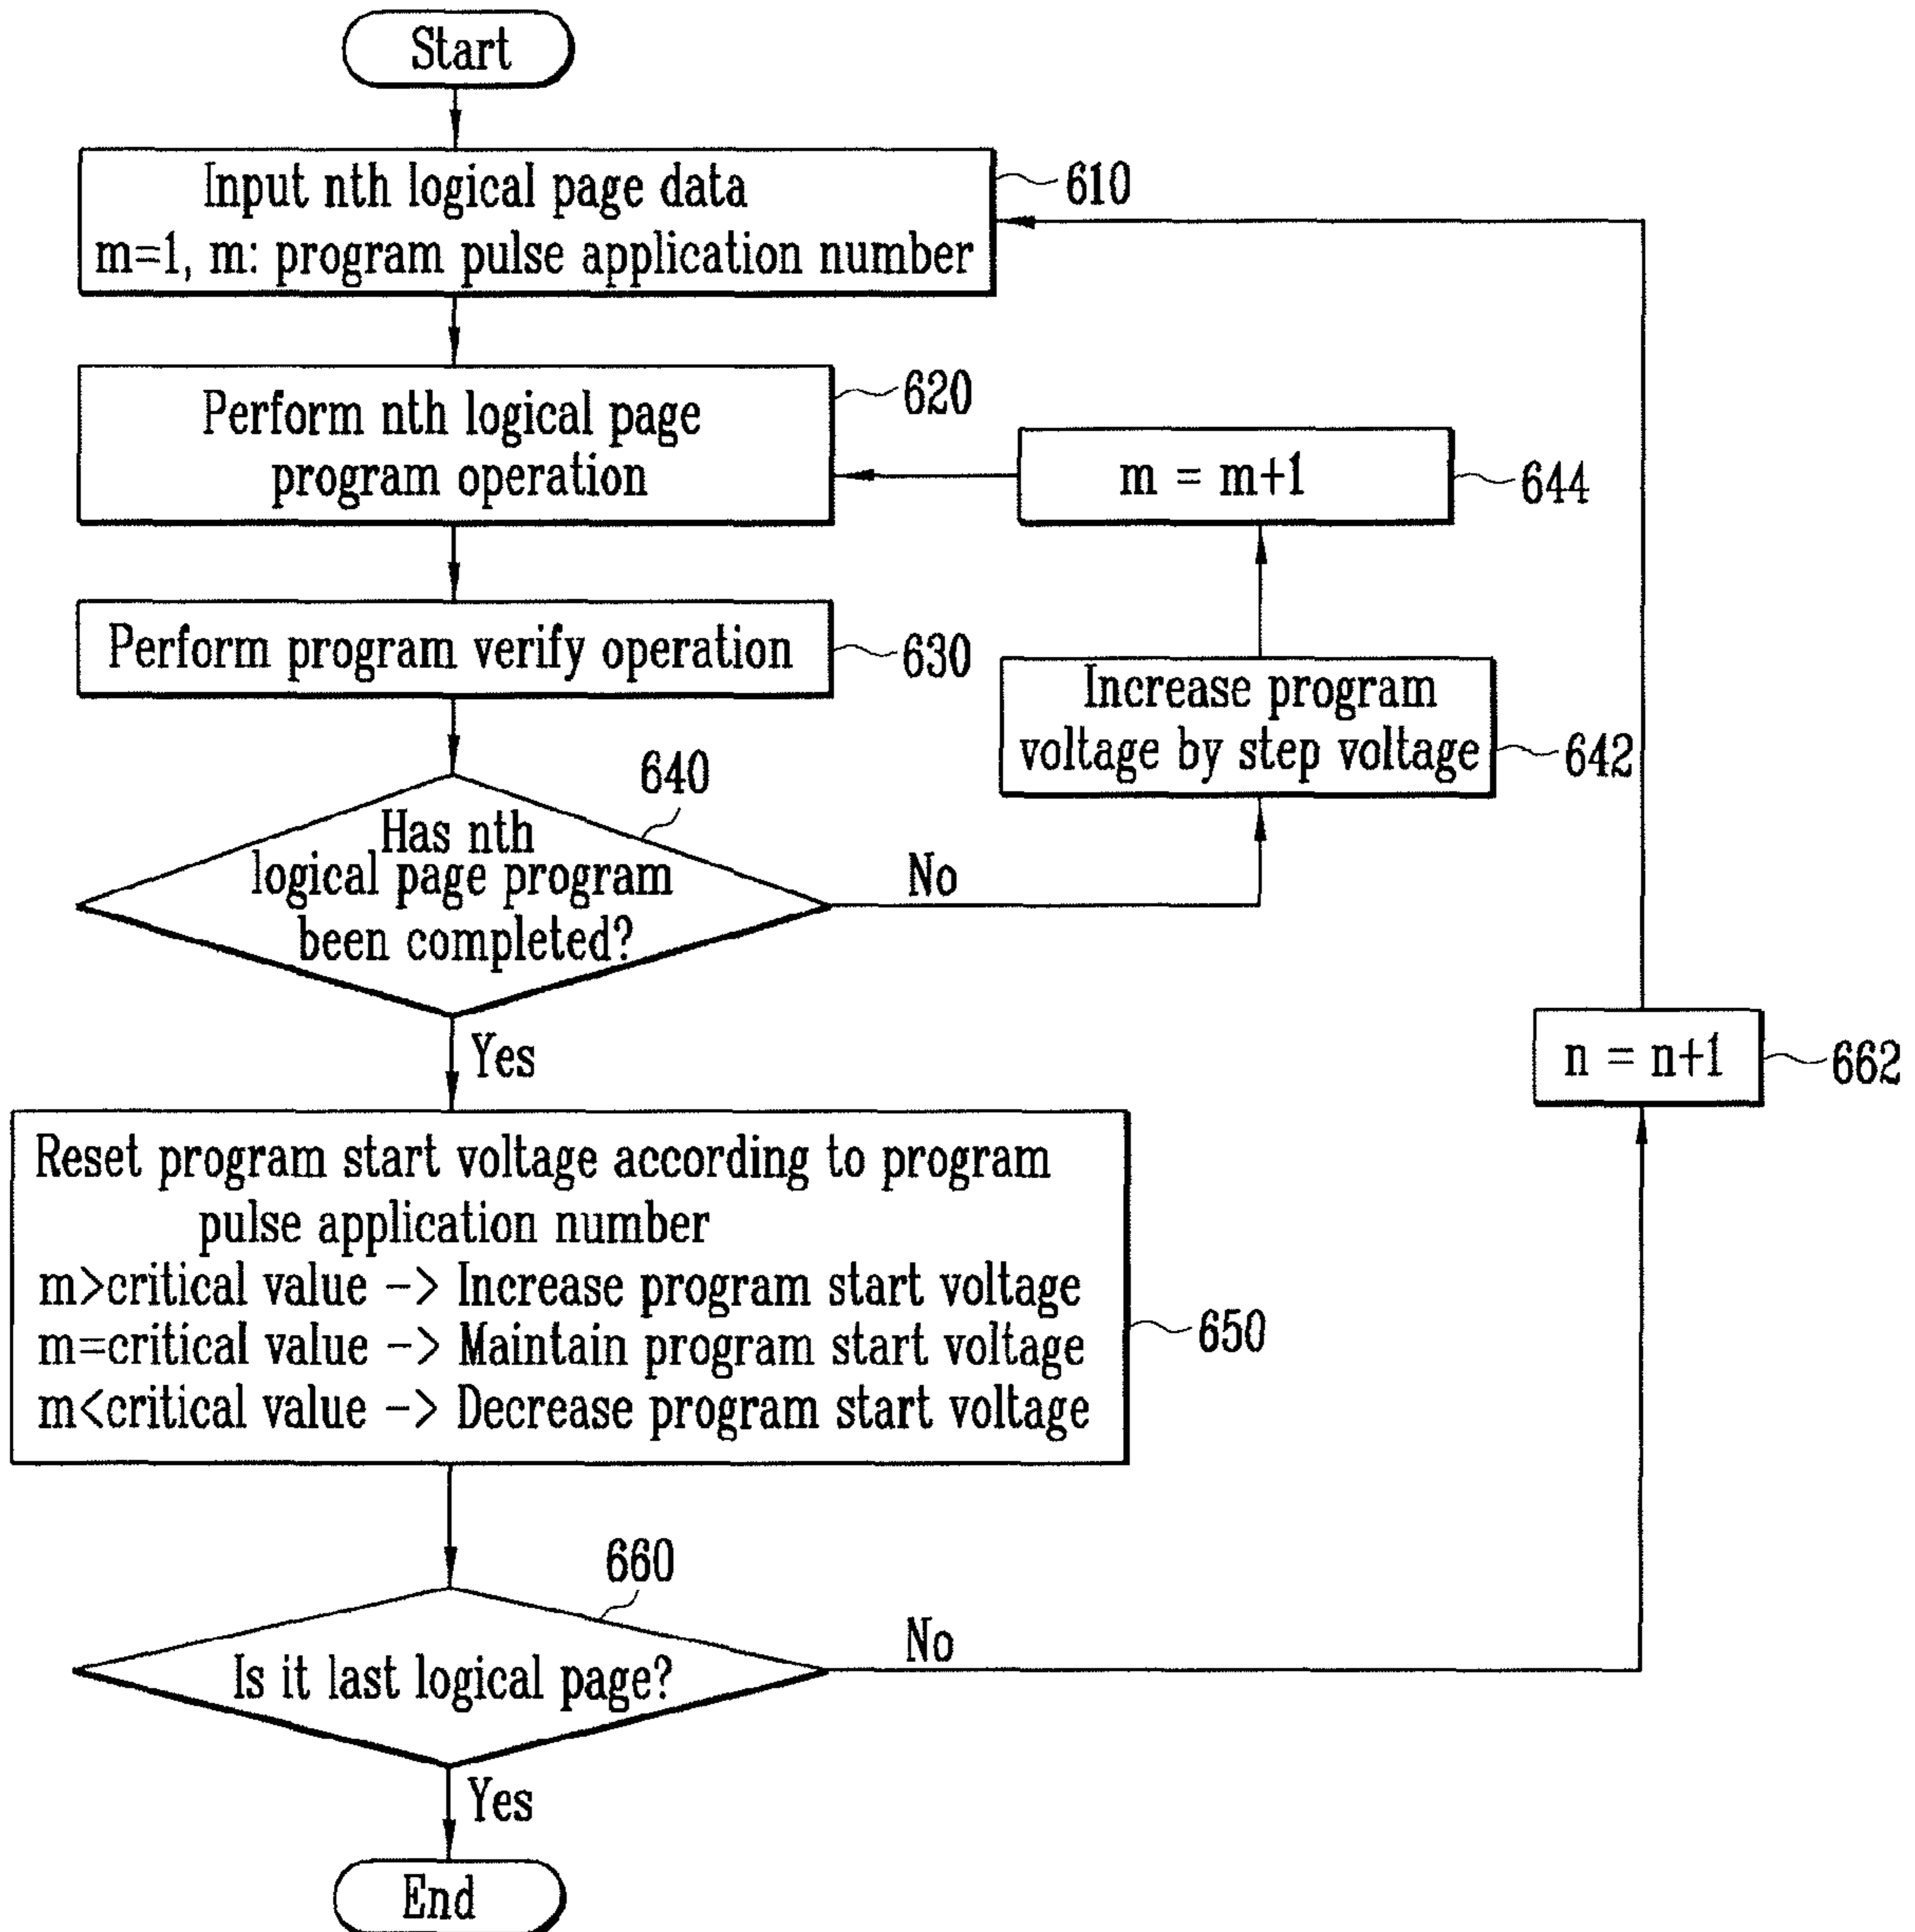 Start
Input nth logical page data
m=1, m: program pulse application number
610
Perform nth logical page
program operation
620
m = m+1
644
Perform program verify operation
630
Increase program
voltage by step voltage
642
640
Has nth
logical page program
been completed?
No
Yes
n = n+1
662
Reset program start voltage according to program
pulse application number
m>critical value -> Increase program start voltage
m=critical value -> Maintain program start voltage
m<critical value -> Decrease program start voltage
650
660
Is it last logical page?
No
Yes
End